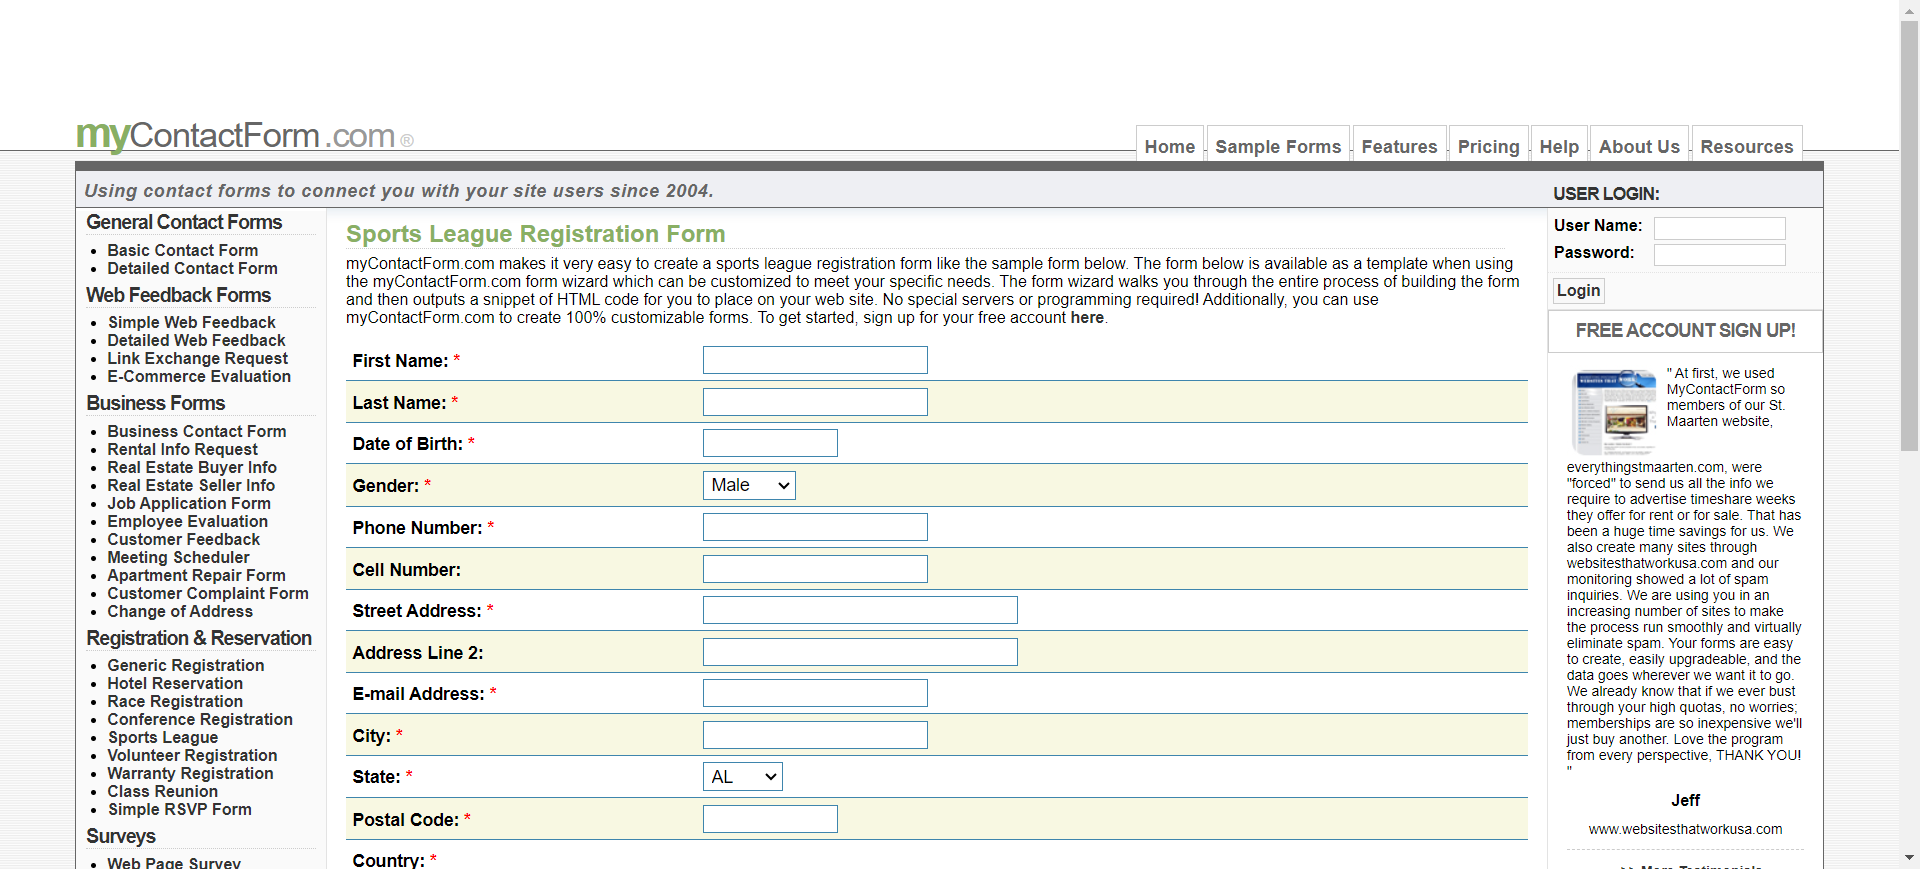 myContactForm.com®
Home
Sample Forms
Features
Pricing
Help
About Us
Resources
Using contact forms to connect you with your site users since 2004.
USER LOGIN:
User Name:
Password:
Login
FREE ACCOUNT SIGN UP!
General Contact Forms
Basic Contact Form
Detailed Contact Form
Web Feedback Forms
Simple Web Feedback
Detailed Web Feedback
Link Exchange Request
E-Commerce Evaluation
Business Forms
Business Contact Form
Rental Info Request
Real Estate Buyer Info
Real Estate Seller Info
Job Application Form
Employee Evaluation
Customer Feedback
Meeting Scheduler
Apartment Repair Form
Customer Complaint Form
Change of Address
Registration & Reservation
Generic Registration
Hotel Reservation
Race Registration
Conference Registration
Sports League
Volunteer Registration
Warranty Registration
Class Reunion
Simple RSVP Form
Surveys
Web Page Survey
Sports League Registration Form
myContactForm.com makes it very easy to create a sports league registration form like the sample form below. The form below is available as a template when using
the myContactForm.com form wizard which can be customized to meet your specific needs. The form wizard walks you through the entire process of building the form
and then outputs a snippet of HTML code for you to place on your web site. No special servers or programming required! Additionally, you can use
myContactForm.com to create 100% customizable forms. To get started, sign up for your free account here.
First Name: *
Last Name: *
Date of Birth: *
Gender: * Male
Phone Number: *
Cell Number:
Street Address: *
Address Line 2:
E-mail Address: *
City: *
State: * AL
Postal Code: *
Country: *
" At first, we used
MyContactForm so
members of our St.
Maarten website,
everythingstmaarten.com, were
"forced" to send us all the info we
require to advertise timeshare weeks
they offer for rent or for sale. That has
been a huge time savings for us. We
also create many sites through
websitesthatworkusa.com and our
monitoring showed a lot of spam
inquiries. We are using you in an
increasing number of sites to make
the process run smoothly and virtually
eliminate spam. Your forms are easy
to create, easily upgradeable, and the
data goes wherever we want it to go.
We already know that if we ever bust
through your high quotas, no worries;
memberships are so inexpensive we'll
just buy another. Love the program
from every perspective, THANK YOU!
"
Jeff
www.websitesthatworkusa.com
>> More Testimonials